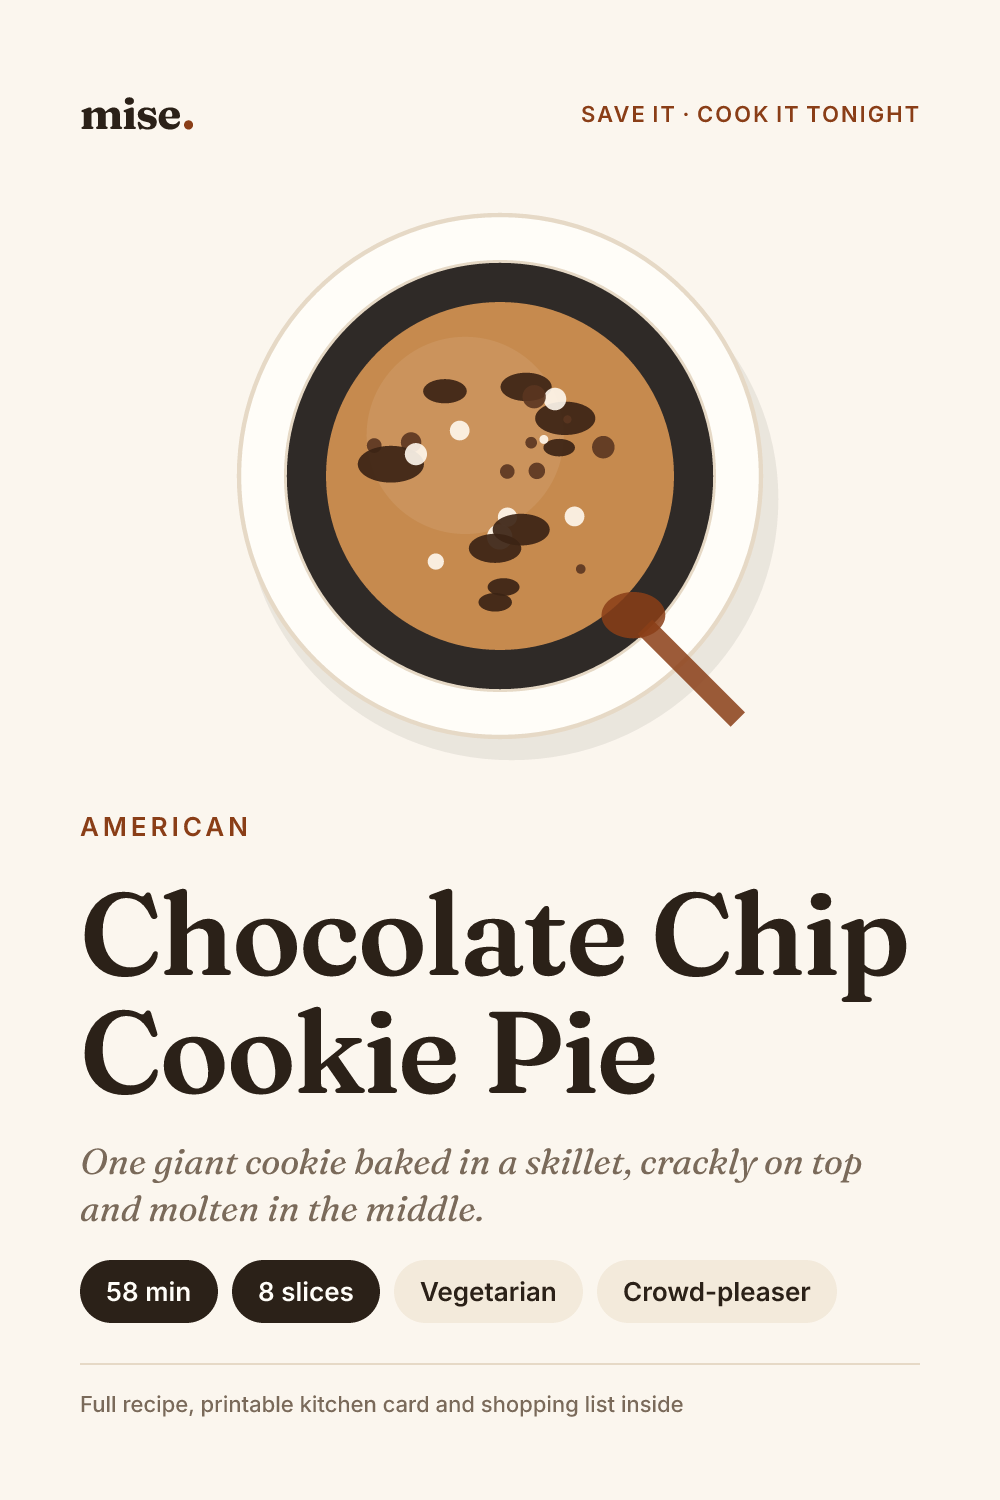 mise.
SAVE IT · COOK IT TONIGHT
AMERICAN
Chocolate Chip
Cookie Pie
One giant cookie baked in a skillet, crackly on top
and molten in the middle.
58 min
8 slices
Vegetarian
Crowd-pleaser
Full recipe, printable kitchen card and shopping list inside